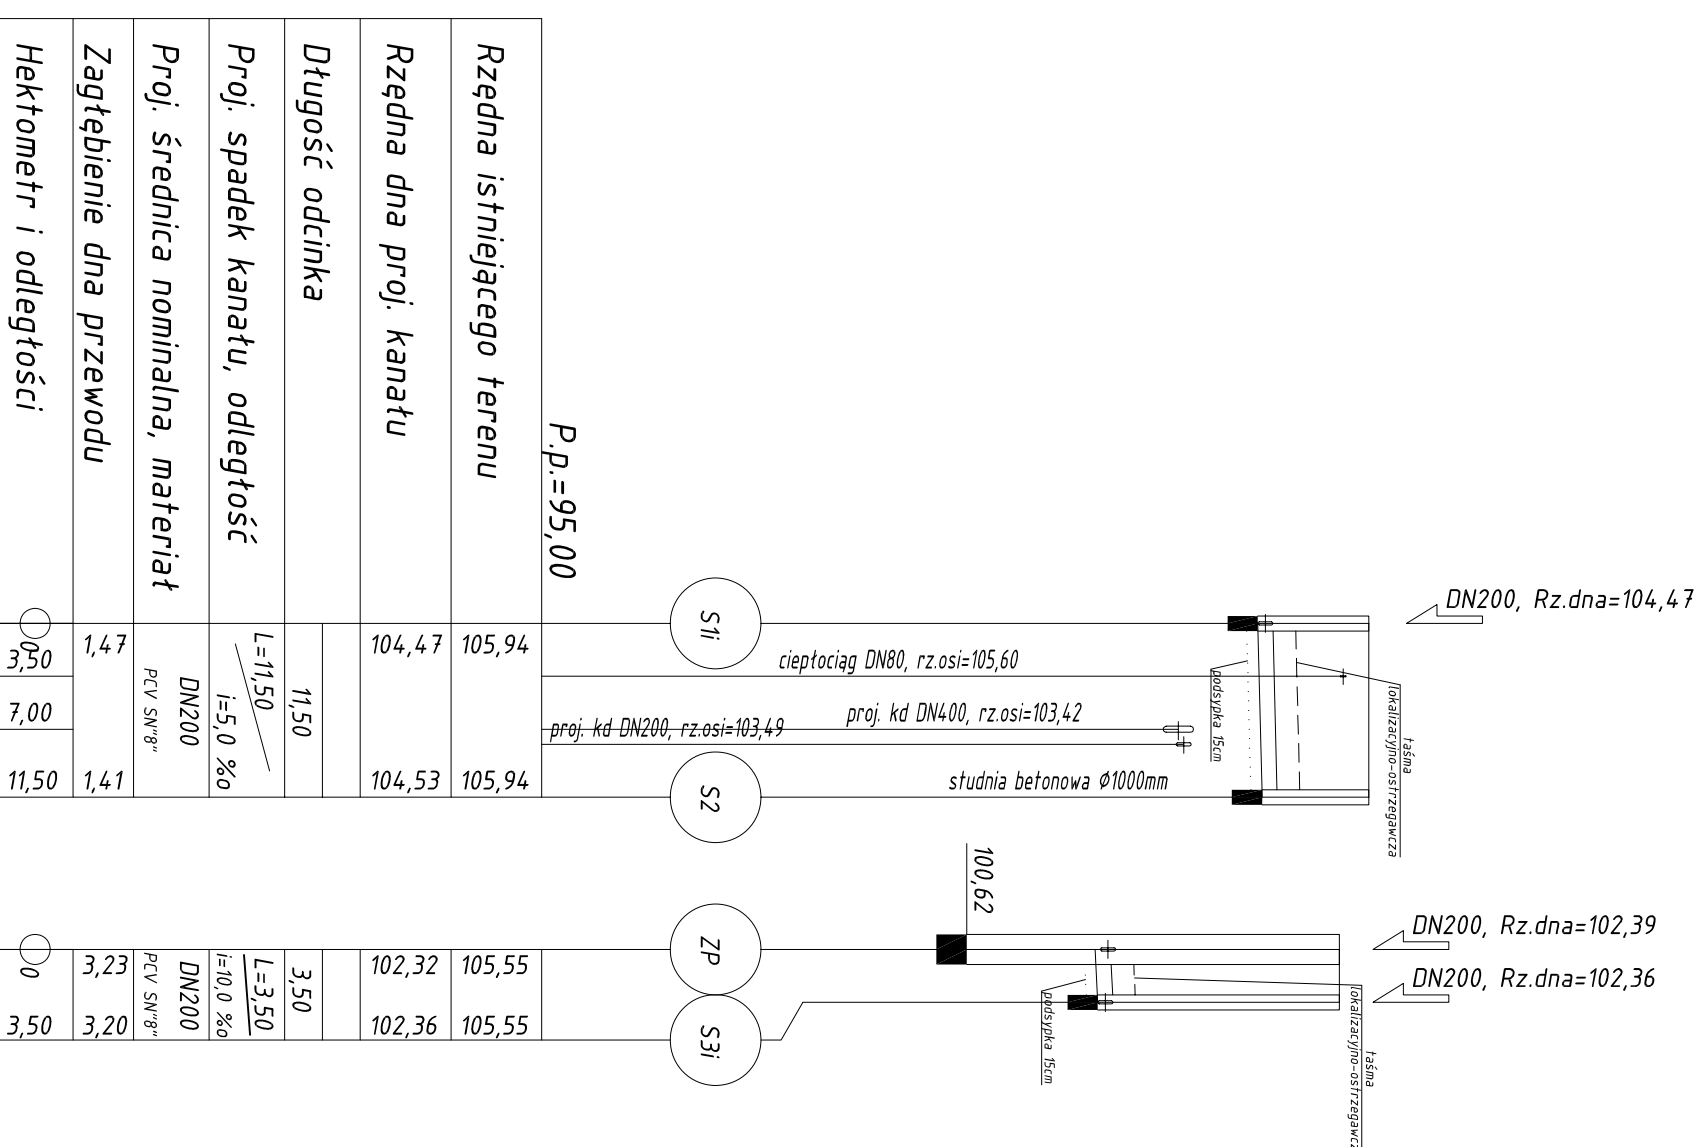 DN200, Rz.dna=104,47
taśma
lokalizacyjno-ostrzegawcza
podsypka 15cm
ciepłociąg DN80, rz.osi=105,60
proj. kd DN400, rz.osi=103,42
proj. kd DN200, rz.osi=103,49
studnia betonowa Ø1000mm
DN200, Rz.dna=102,39
DN200, Rz.dna=102,36
100,62
taśma
podsypka 15cm
S1i
S2
ZP
S3i
P.p.=95,00
Rzędna istniejącego terenu
105,94
105,94
105,55
105,55
Rzędna dna proj. kanału
104,47
104,53
102,32
102,36
Długość odcinka
11,50
3,50
Proj. spadek kanału, odległość
L=11,50
i=5,0 ‰
L=3,50
i=10,0 ‰
Proj. średnica nominalna, materiał
DN200
PCV SN"8"
DN200
PCV SN"8"
Zagłębienie dna przewodu
1,47
1,41
3,23
3,20
Hektometr i odległości
0
3,50
7,00
11,50
0
3,50